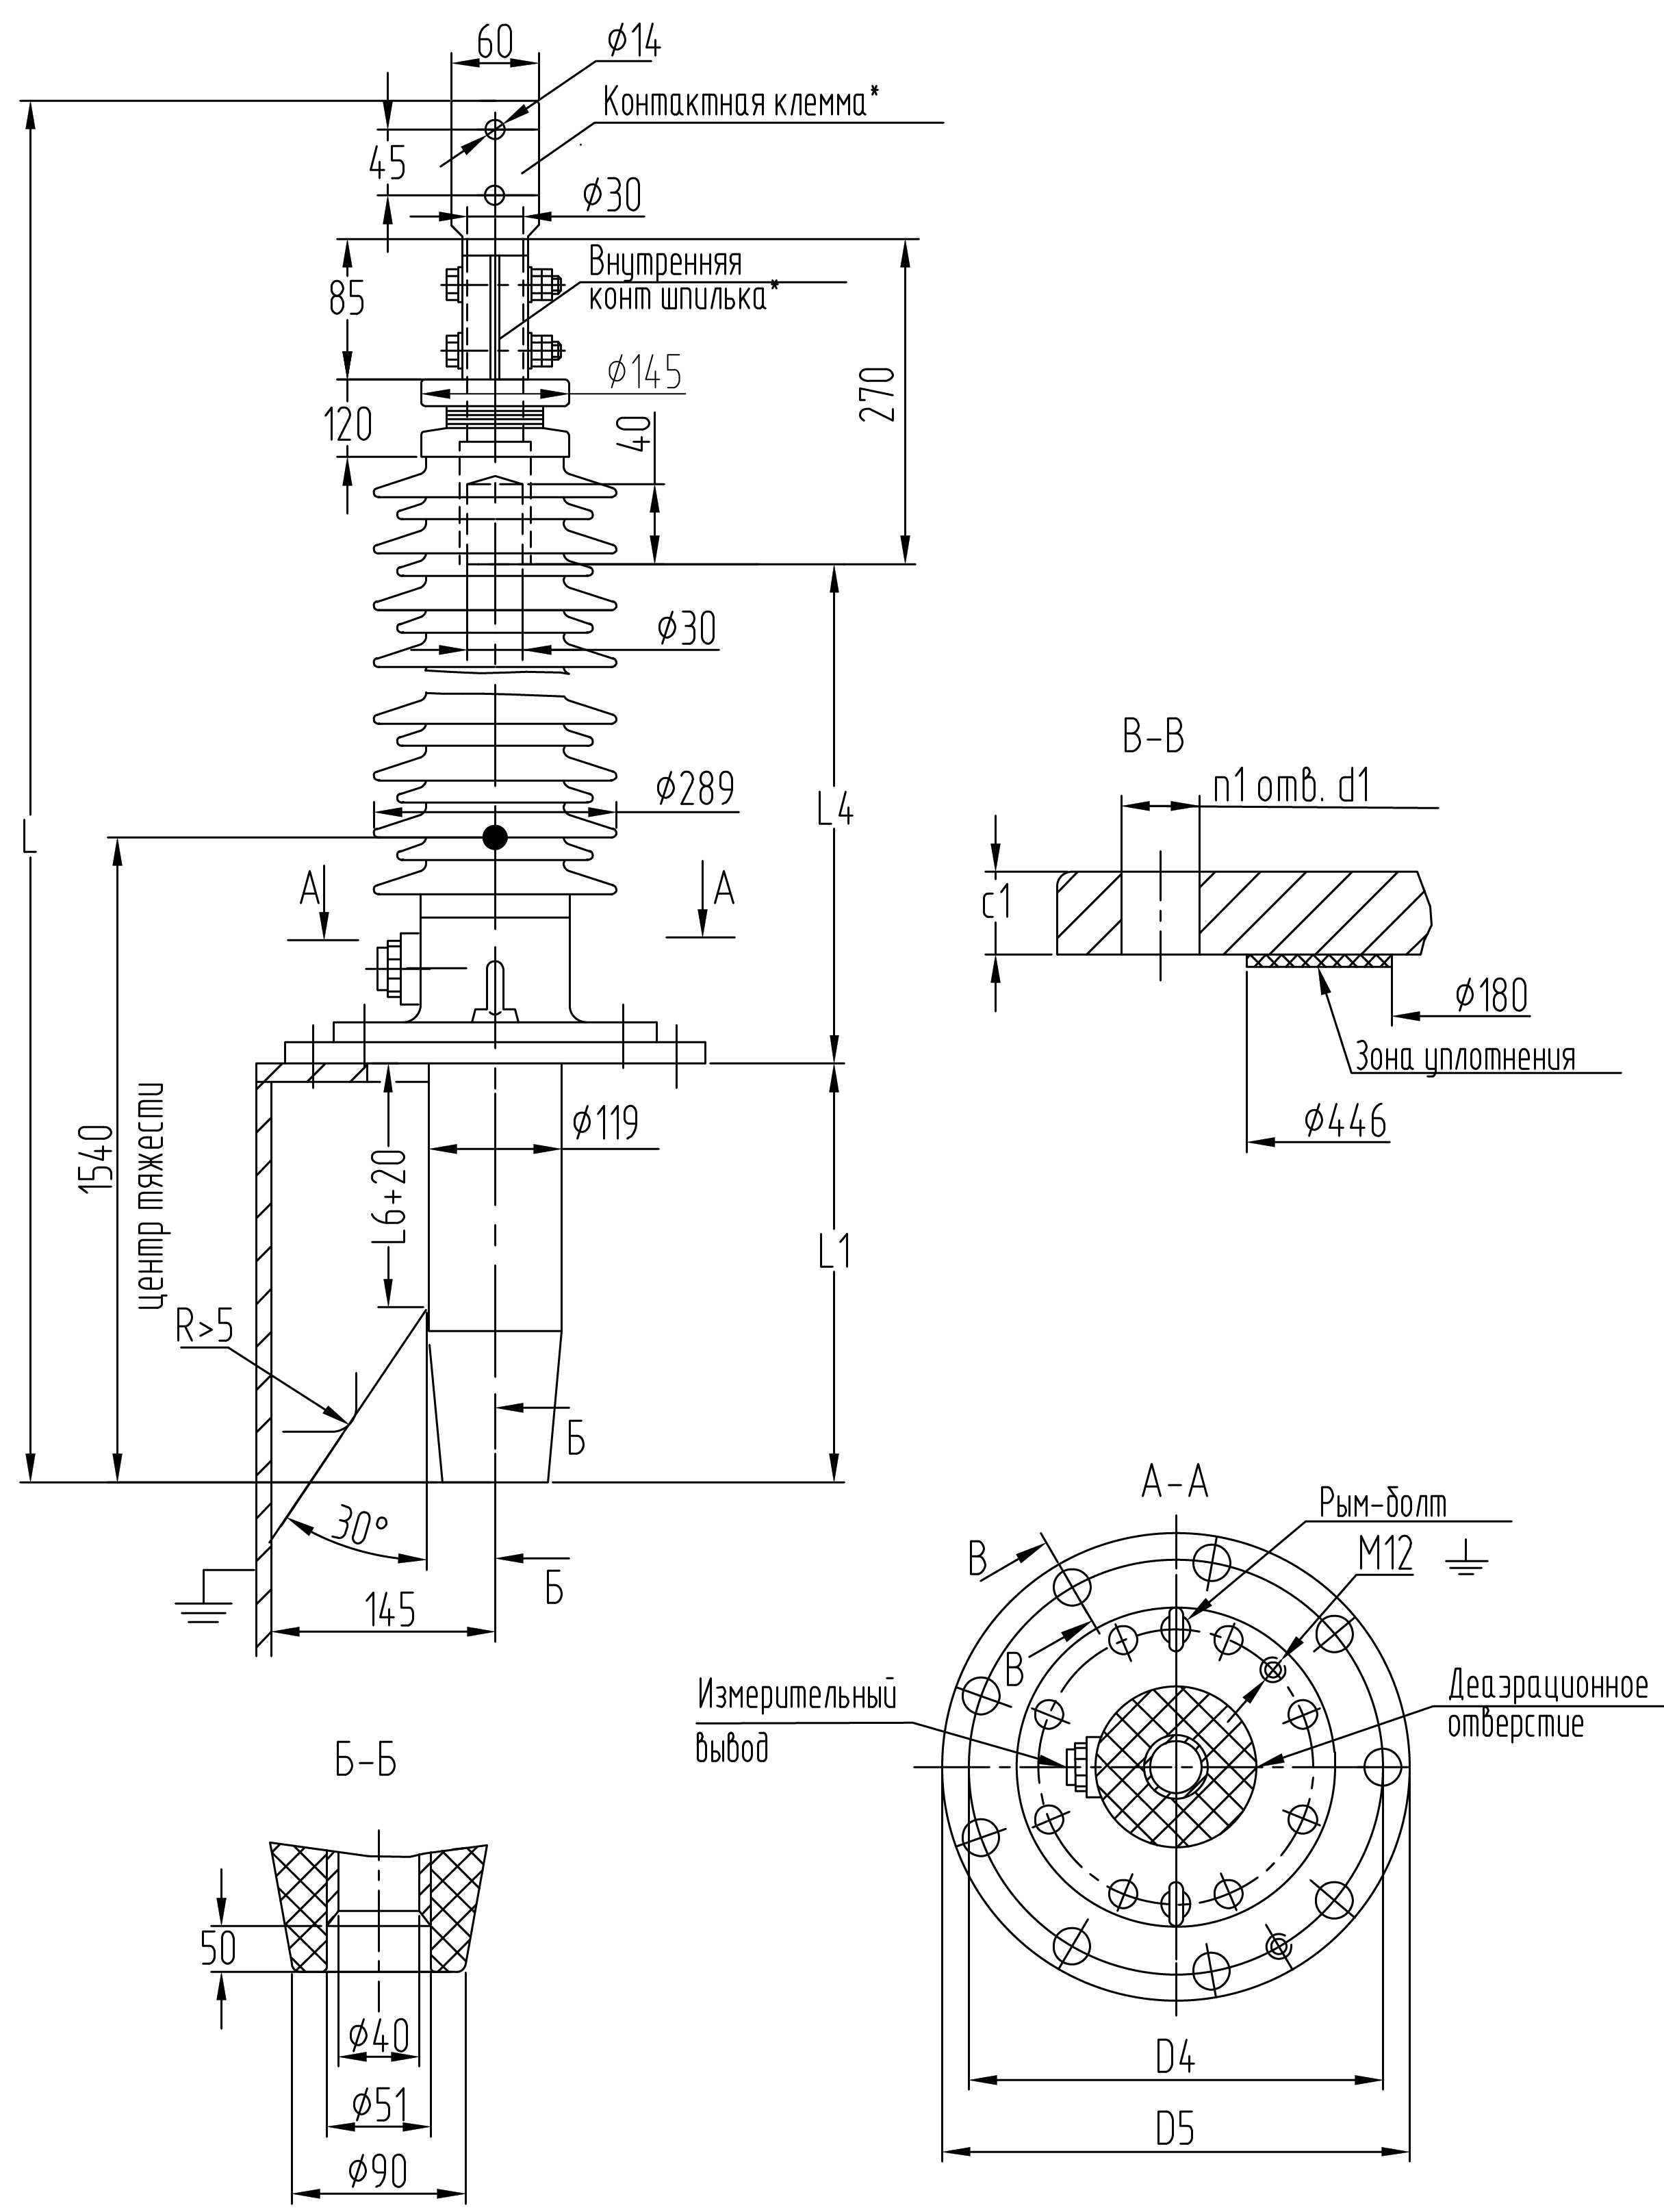 60
ϕ14
Контактная клемма*
45
ϕ30
Внутренняя
конт шпилька*
85
ϕ145
270
120
40
ϕ30
В-В
n1 отв. d1
ϕ289
L4
L
А
А
c1
ϕ180
Зона уплотнения
ϕ446
ϕ119
1540
центр тяжести
L6+20
L1
R>5
Б
30°
Б
145
А-А
Рым-болт
М12
В
В
Измерительный
вывод
Деаэрационное
отверстие
Б-Б
50
ϕ40
ϕ51
ϕ90
D4
D5